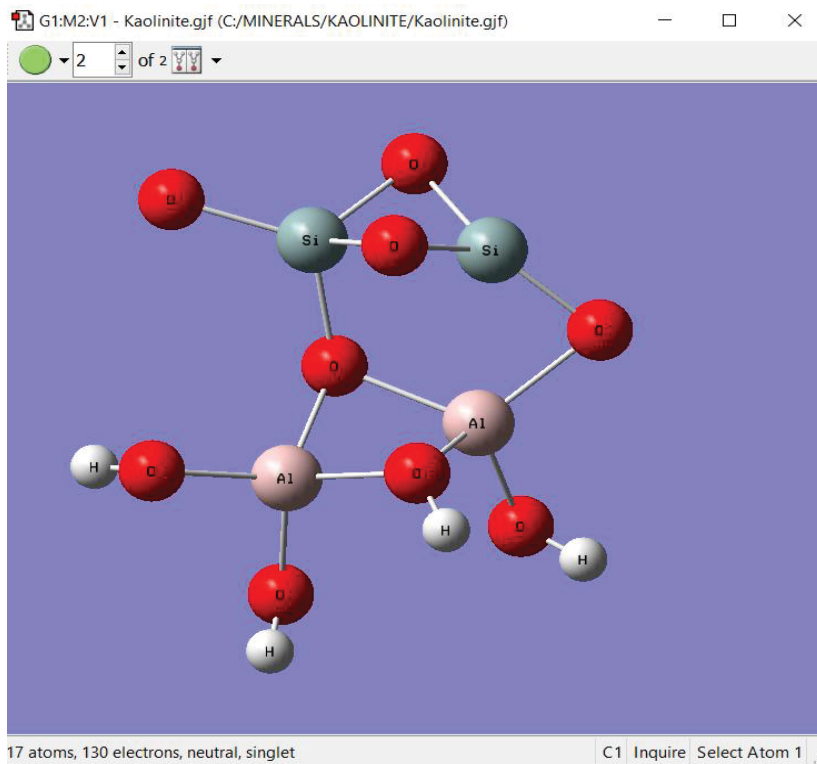 G1:M2:V1 - Kaolinite.gjf (C:/MINERALS/KAOLINITE/Kaolinite.gjf)
2 of 2
O
O
Si
O
Si
O
O
Al
H
O
Al
O
H
O
H
O
H
17 atoms, 130 electrons, neutral, singlet
C1 Inquire Select Atom 1